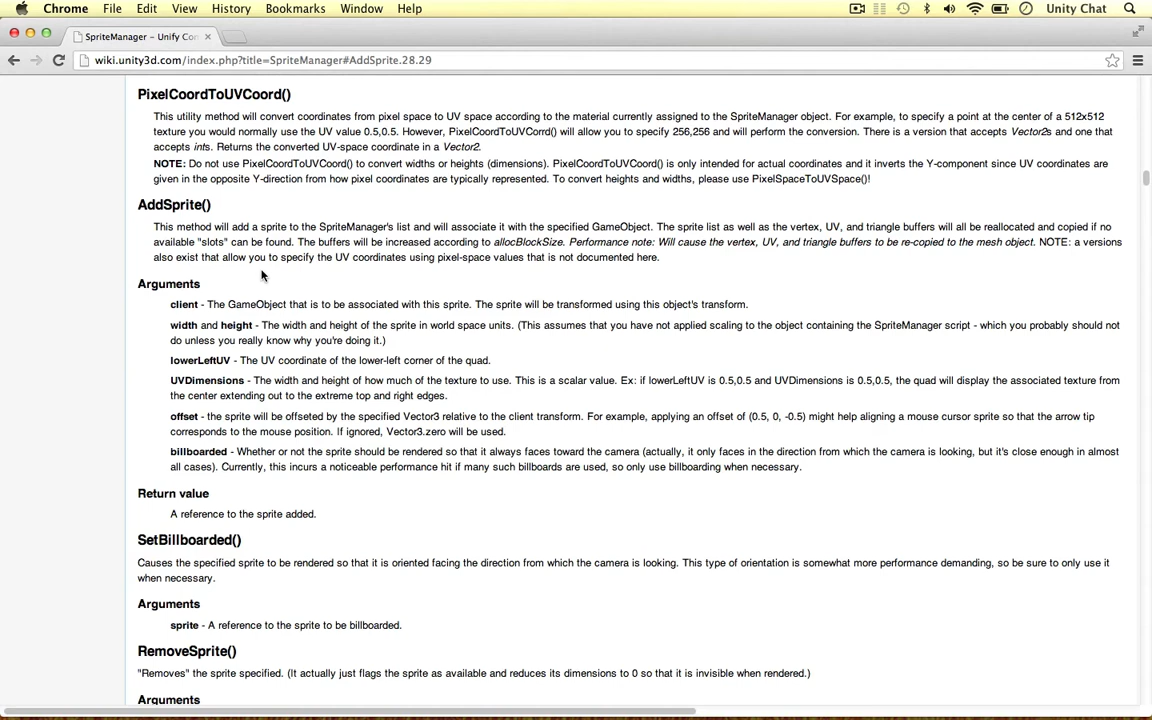 Chrome File Edit View History Bookmarks Window Help Unity Chat
SpriteManager – Unify Co
wiki.unity3d.com/index.php?title=SpriteManager#AddSprite.28.29
PixelCoordToUVCoord()
This utility method will convert coordinates from pixel space to UV space according to the material currently assigned to the SpriteManager object. For example, to specify a point at the center of a 512x512
texture you would normally use the UV value 0.5,0.5. However, PixelCoordToUVCorrd() will allow you to specify 256,256 and will perform the conversion. There is a version that accepts Vector2s and one that
accepts ints. Returns the converted UV-space coordinate in a Vector2.
NOTE: Do not use PixelCoordToUVCoord() to convert widths or heights (dimensions). PixelCoordToUVCoord() is only intended for actual coordinates and it inverts the Y-component since UV coordinates are
given in the opposite Y-direction from how pixel coordinates are typically represented. To convert heights and widths, please use PixelSpaceToUVSpace()!
AddSprite()
This method will add a sprite to the SpriteManager's list and will associate it with the specified GameObject. The sprite list as well as the vertex, UV, and triangle buffers will all be reallocated and copied if no
available "slots" can be found. The buffers will be increased according to allocBlockSize. Performance note: Will cause the vertex, UV, and triangle buffers to be re-copied to the mesh object. NOTE: a versions
also exist that allow you to specify the UV coordinates using pixel-space values that is not documented here.
Arguments
client - The GameObject that is to be associated with this sprite. The sprite will be transformed using this object's transform.
width and height - The width and height of the sprite in world space units. (This assumes that you have not applied scaling to the object containing the SpriteManager script - which you probably should not
do unless you really know why you're doing it.)
lowerLeftUV - The UV coordinate of the lower-left corner of the quad.
UVDimensions - The width and height of how much of the texture to use. This is a scalar value. Ex: if lowerLeftUV is 0.5,0.5 and UVDimensions is 0.5,0.5, the quad will display the associated texture from
the center extending out to the extreme top and right edges.
offset - the sprite will be offseted by the specified Vector3 relative to the client transform. For example, applying an offset of (0.5, 0, -0.5) might help aligning a mouse cursor sprite so that the arrow tip
corresponds to the mouse position. If ignored, Vector3.zero will be used.
billboarded - Whether or not the sprite should be rendered so that it always faces toward the camera (actually, it only faces in the direction from which the camera is looking, but it's close enough in almost
all cases). Currently, this incurs a noticeable performance hit if many such billboards are used, so only use billboarding when necessary.
Return value
A reference to the sprite added.
SetBillboarded()
Causes the specified sprite to be rendered so that it is oriented facing the direction from which the camera is looking. This type of orientation is somewhat more performance demanding, so be sure to only use it
when necessary.
Arguments
sprite - A reference to the sprite to be billboarded.
RemoveSprite()
"Removes" the sprite specified. (It actually just flags the sprite as available and reduces its dimensions to 0 so that it is invisible when rendered.)
Arguments